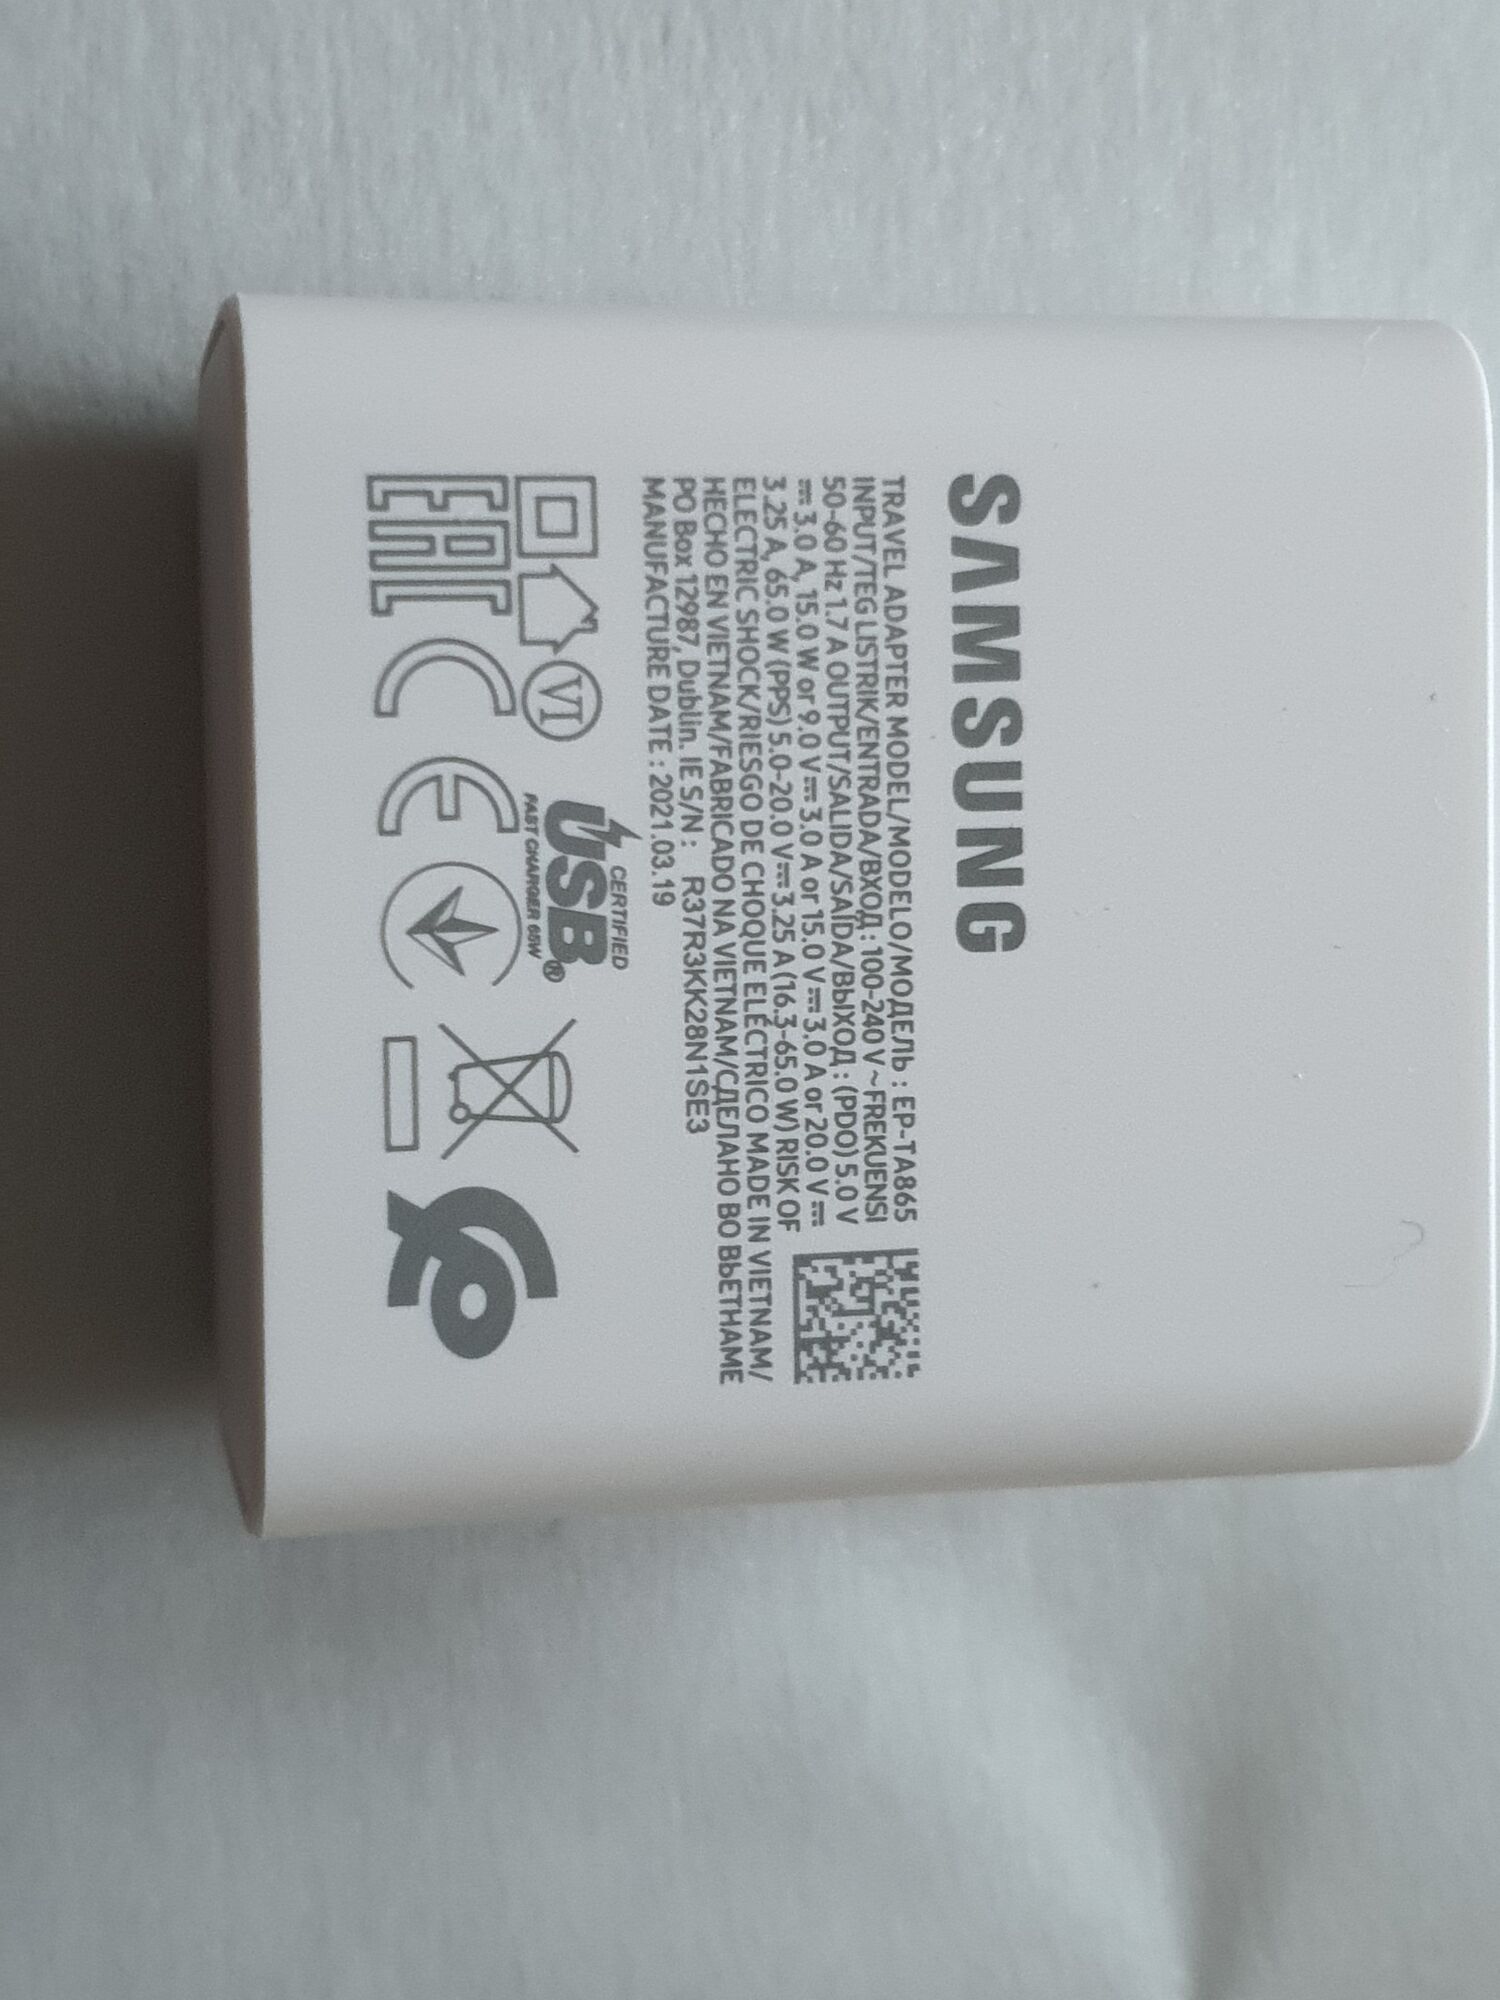 SAMSUNG
TRAVEL ADAPTER MODEL/MODELO/МОДЕЛЬ : EP-TA865
INPUT/TEG LISTRIK/ENTRADA/ВХОД : 100-240 V ~ FREKUENSI
50-60 Hz 1.7 A OUTPUT/SALIDA/SAÍDA/ВЫХОД : (PDO) 5.0 V
⎓ 3.0 A, 15.0 W or 9.0 V⎓ 3.0 A or 15.0 V⎓ 3.0 A or 20.0 V⎓
3.25 A, 65.0 W (PPS) 5.0-20.0 V⎓ 3.25 A (16.3-65.0 W) RISK OF
ELECTRIC SHOCK/RIESGO DE CHOQUE ELÉCTRICO MADE IN VIETNAM/
HECHO EN VIETNAM/FABRICADO NA VIETNAM/СДЕЛАНО ВО ВЬЕТНАМЕ
PO Box 12987, Dublin. IE S/N : R37R3KK28N1SE3
MANUFACTURE DATE : 2021.03.19
VI
CERTIFIED
USB®
FAST CHARGER 65W
EAC CE